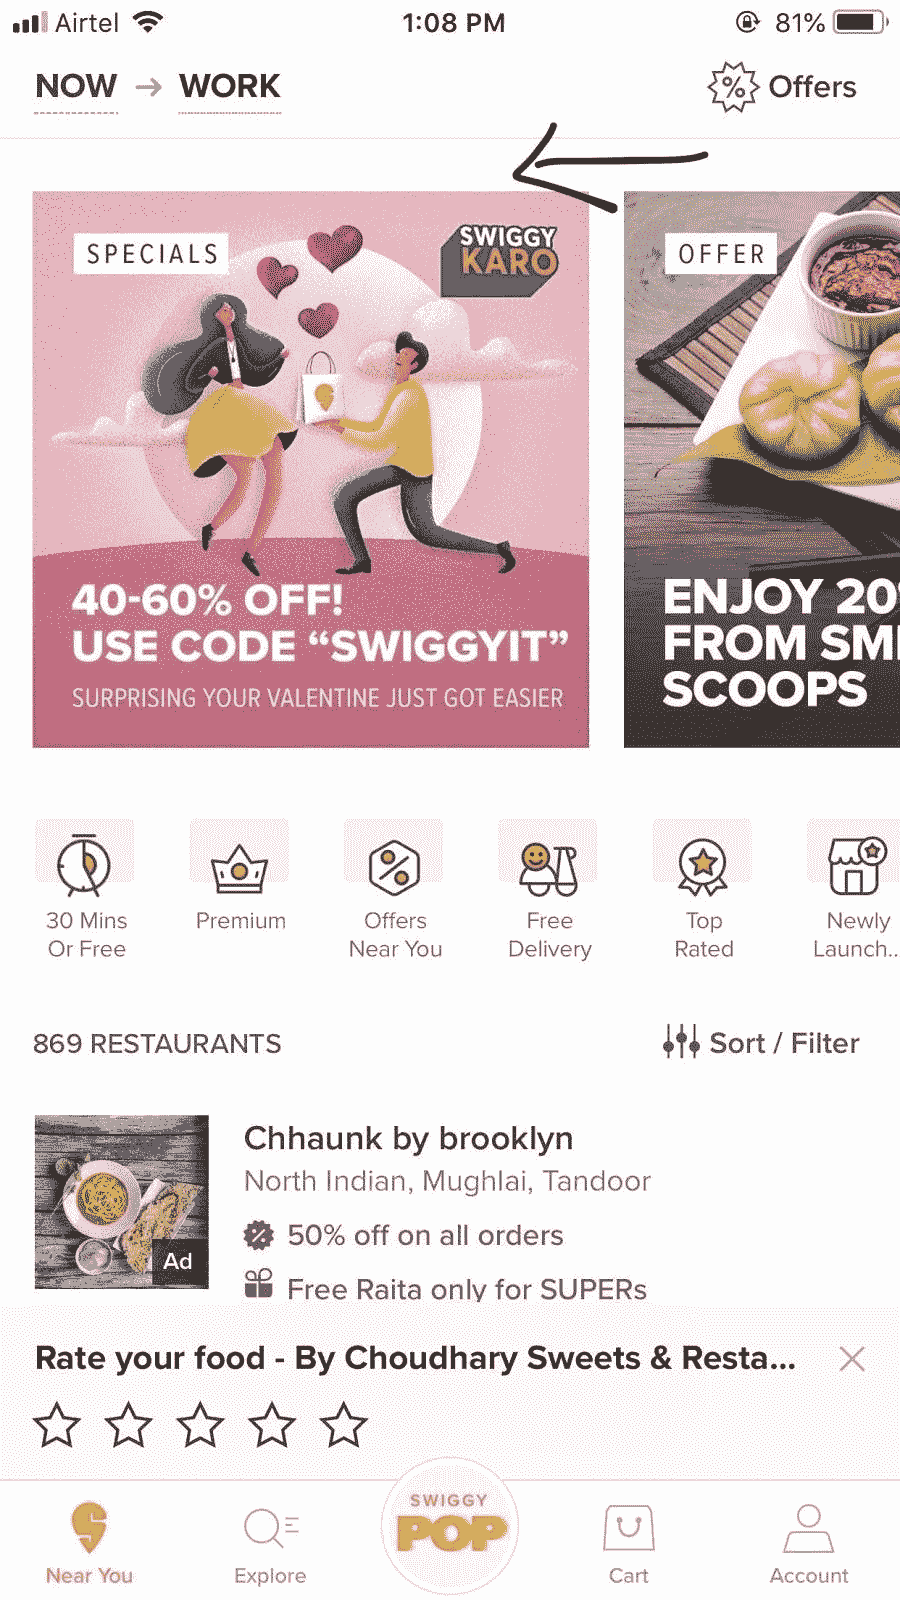 Airtel 1:08 PM 81%
NOW → WORK Offers
SPECIALS
SWIGGY
KARO
40-60% OFF!
USE CODE “SWIGGYIT”
SURPRISING YOUR VALENTINE JUST GOT EASIER
OFFER
ENJOY 20
FROM SM
SCOOPS
30 Mins
Or Free
Premium
Offers
Near You
Free
Delivery
Top
Rated
Newly
Launch..
869 RESTAURANTS
Sort / Filter
Chhaunk by brooklyn
North Indian, Mughlai, Tandoor
50% off on all orders
Free Raita only for SUPERs
Ad
Rate your food - By Choudhary Sweets & Resta...
Near You
Explore
SWIGGY
POP
Cart
Account